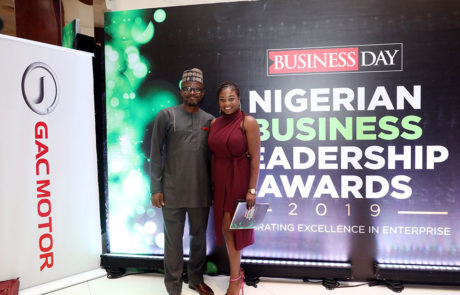 GAC MOTOR
BUSINESS DAY
NIGERIAN
BUSINESS
EADERSHIP
AWARDS
2019
RATING EXCELLENCE IN ENTERPRISE